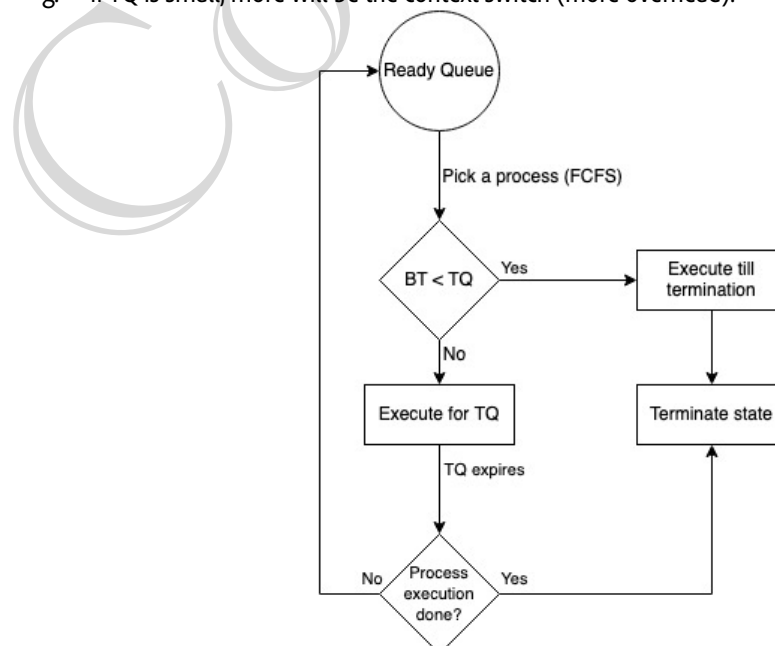 g. If TQ is small, more will be the context switch (more overhead).
Ready Queue
Pick a process (FCFS)
BT < TQ
Yes
Execute till
termination
No
Execute for TQ
Terminate state
TQ expires
No
Process
execution
done?
Yes